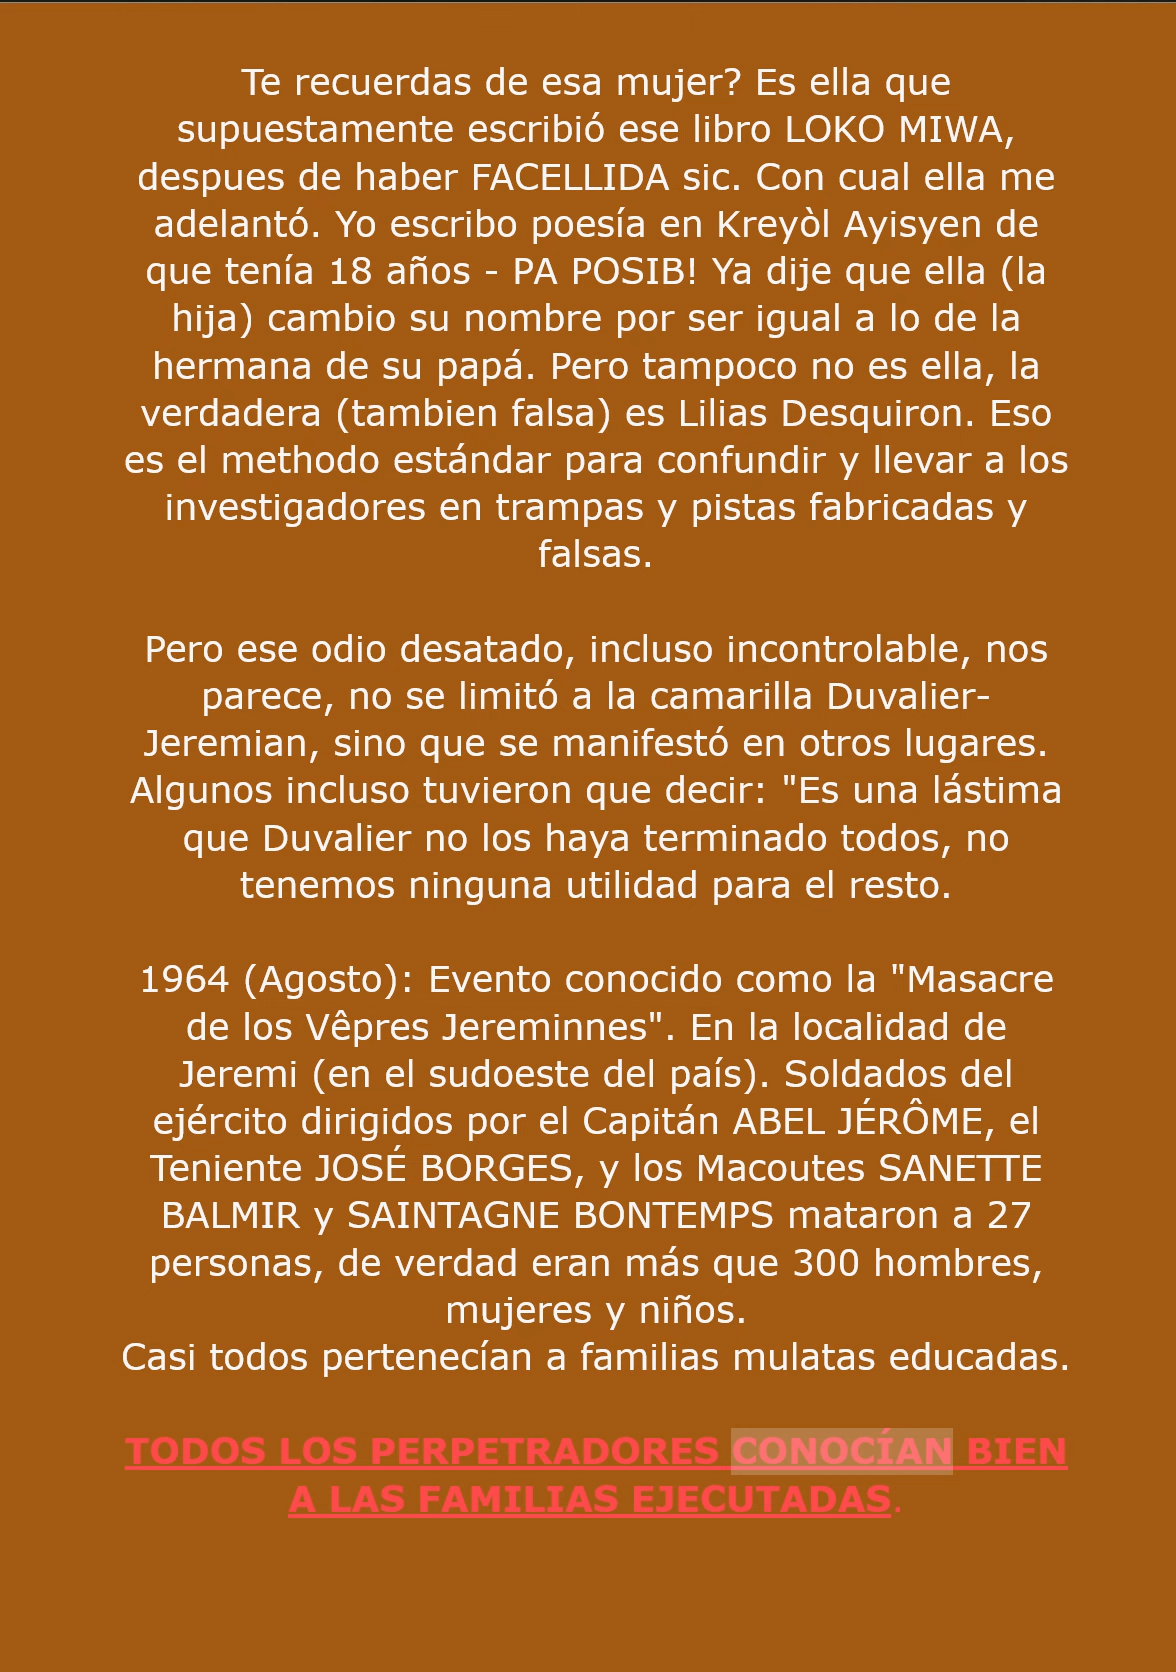 Te recuerdas de esa mujer? Es ella que
supuestamente escribió ese libro LOKO MIWA,
despues de haber FACELLIDA sic. Con cual ella me
adelantó. Yo escribo poesía en Kreyòl Ayisyen de
que tenía 18 años - PA POSIB! Ya dije que ella (la
hija) cambio su nombre por ser igual a lo de la
hermana de su papá. Pero tampoco no es ella, la
verdadera (tambien falsa) es Lilias Desquiron. Eso
es el methodo estándar para confundir y llevar a los
investigadores en trampas y pistas fabricadas y
falsas.
Pero ese odio desatado, incluso incontrolable, nos
parece, no se limitó a la camarilla Duvalier-
Jeremian, sino que se manifestó en otros lugares.
Algunos incluso tuvieron que decir: "Es una lástima
que Duvalier no los haya terminado todos, no
tenemos ninguna utilidad para el resto.
1964 (Agosto): Evento conocido como la "Masacre
de los Vêpres Jereminnes". En la localidad de
Jeremi (en el sudoeste del país). Soldados del
ejército dirigidos por el Capitán ABEL JÉRÔME, el
Teniente JOSÉ BORGES, y los Macoutes SANETTE
BALMIR y SAINTAGNE BONTEMPS mataron a 27
personas, de verdad eran más que 300 hombres,
mujeres y niños.
Casi todos pertenecían a familias mulatas educadas.
TODOS LOS PERPETRADORES CONOCÍAN BIEN
A LAS FAMILIAS EJECUTADAS.